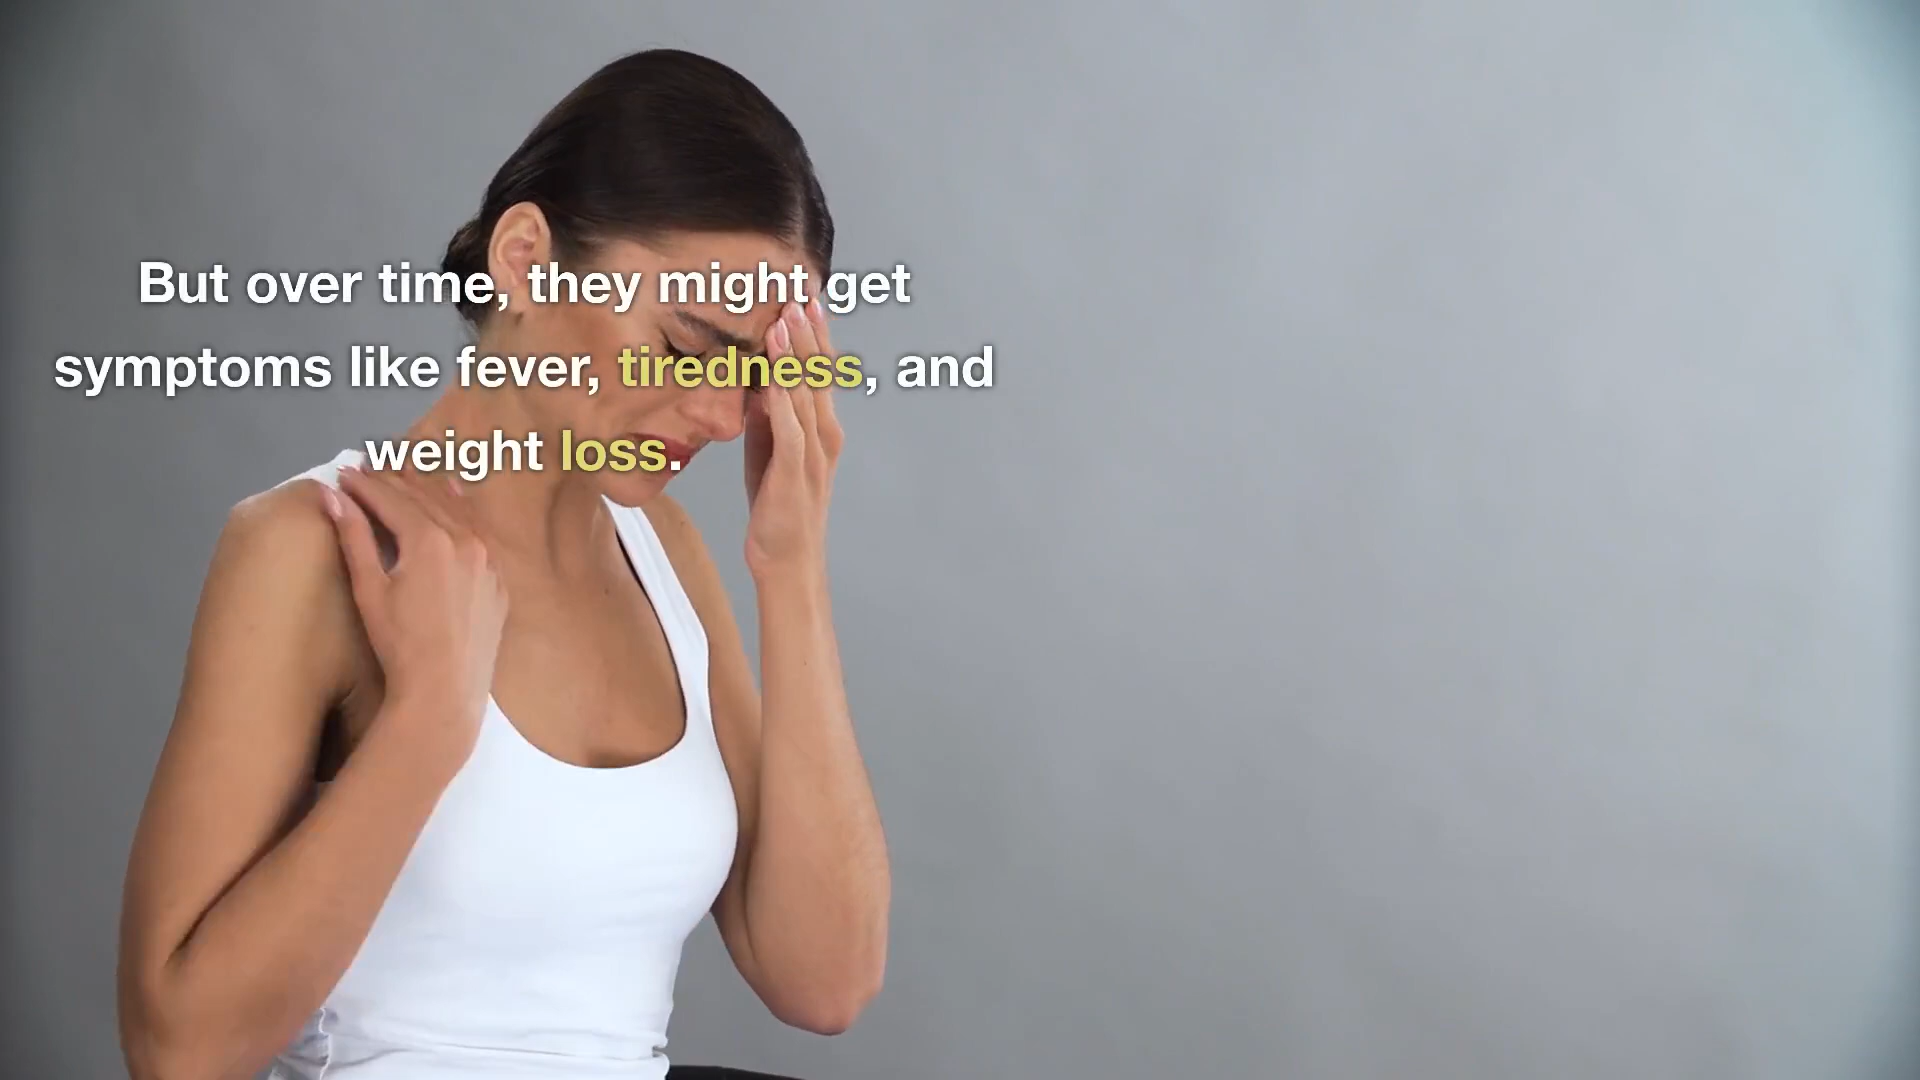 But over time, they might get
symptoms like fever, tiredness, and
weight loss.